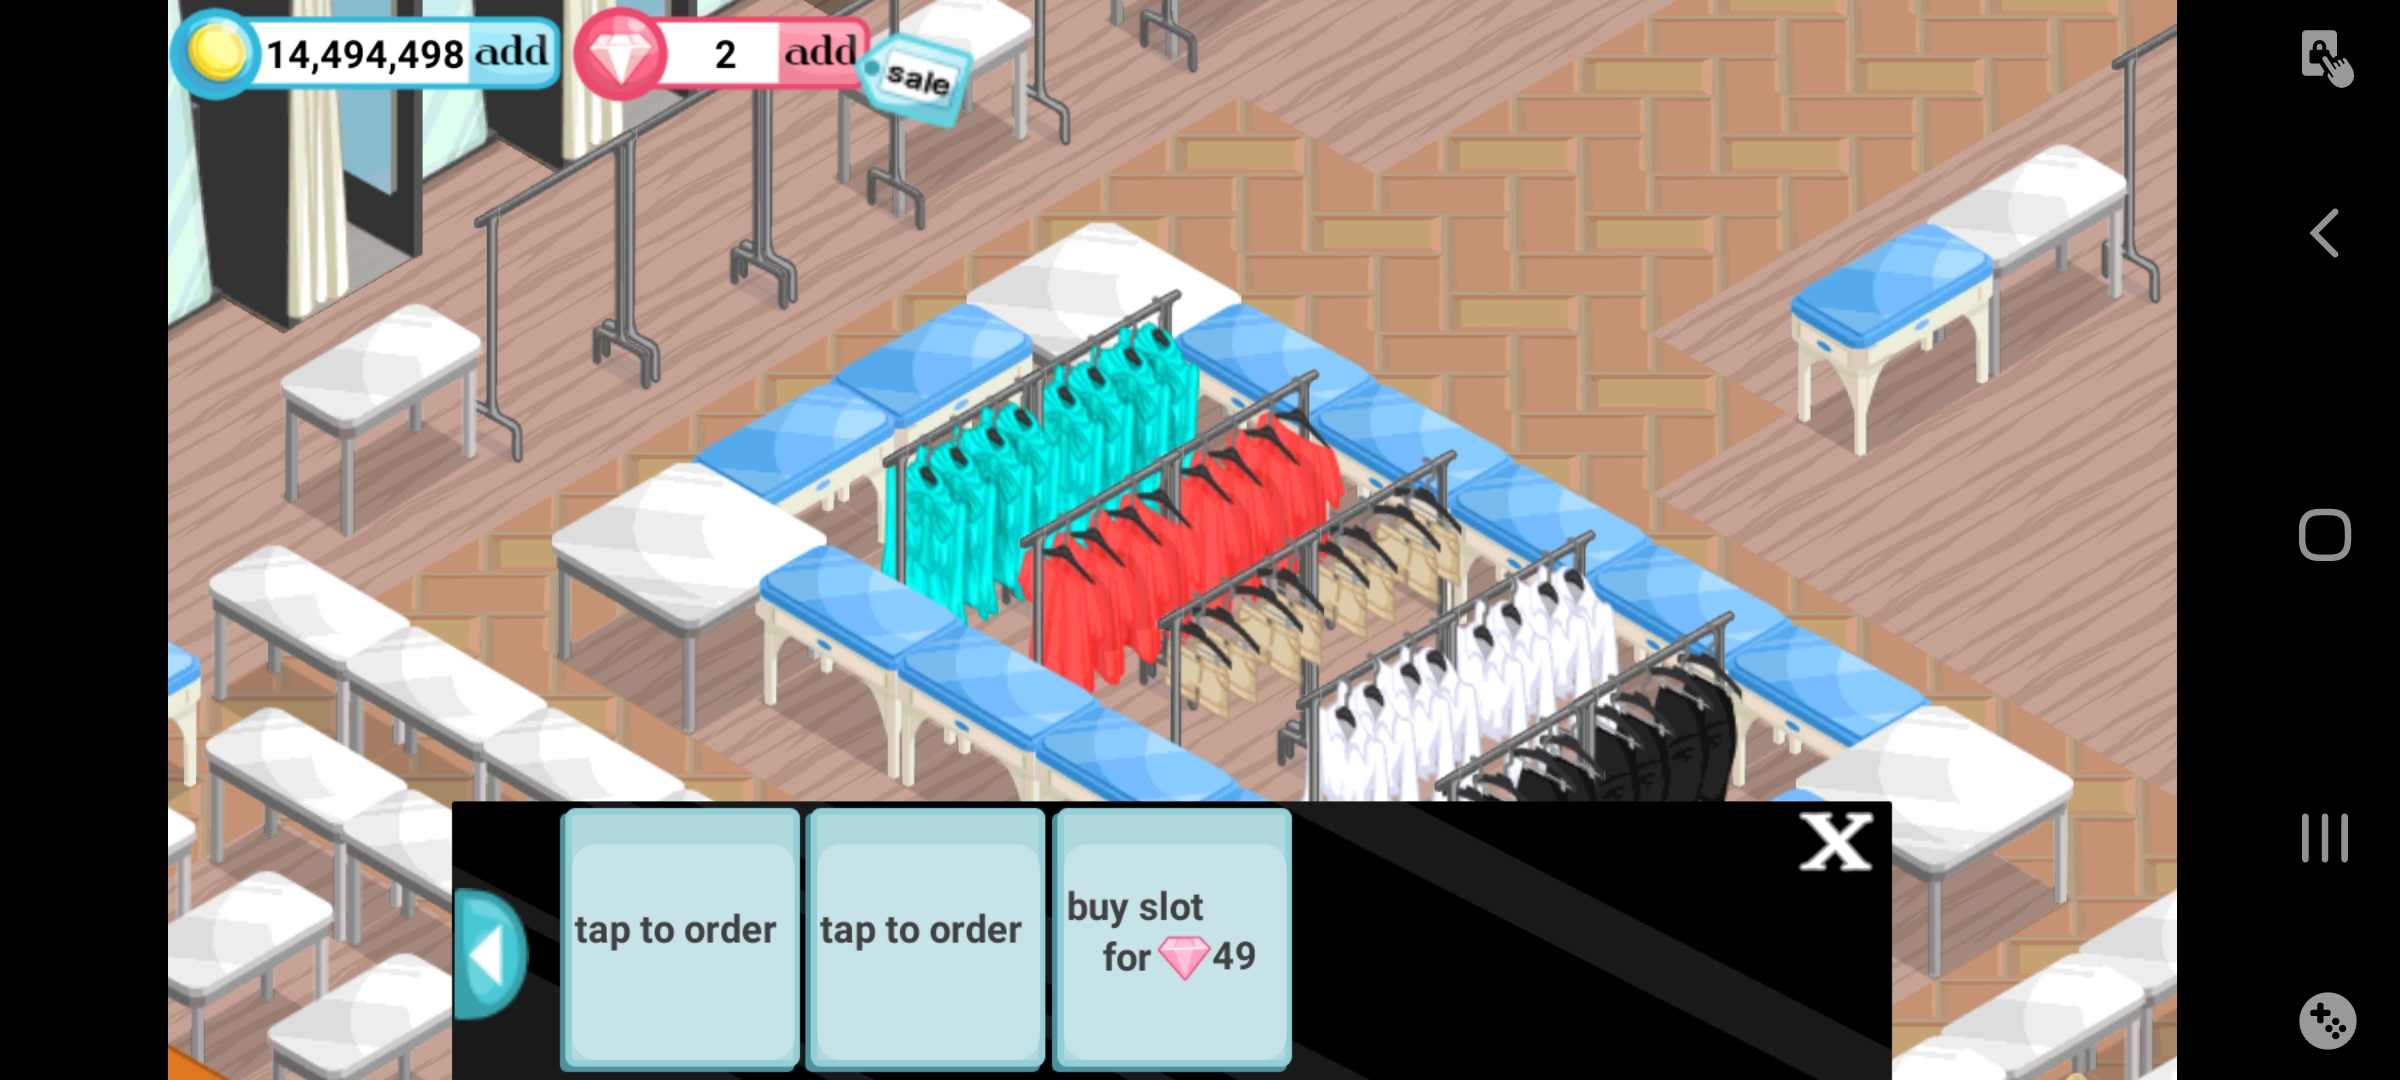 14,494,498 add
2 add
sale
tap to order
tap to order
buy slot
for 49
X